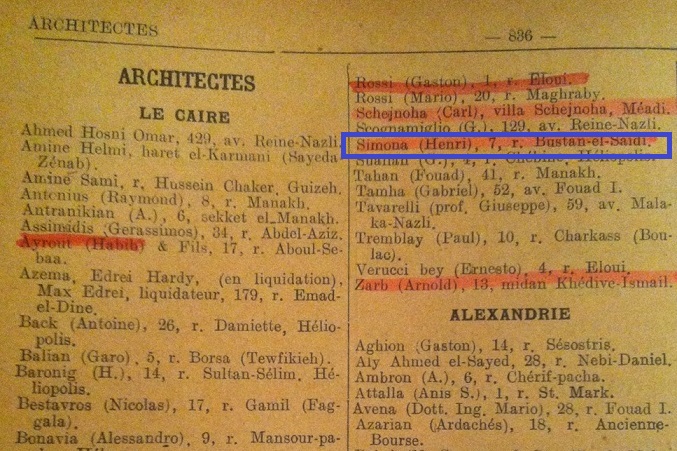 ARCHITECTES
— 836 —
ARCHITECTES
LE CAIRE
Ahmed Hosni Omar, 429, av. Reine-Nazli.
Amine Helmi, haret el-Karmani (Sayeda
Zénab).
Amine Sami, r. Hussein Chaker, Guizeh.
Antonius (Raymond), 8, r. Manakh.
Antranikian (A.), 6, sekket el-Manakh.
Assimidis (Gerassimos), 34, r. Abdel-Aziz.
Ayrout (Habib) & Fils, 17, r. Aboul-Se-
baa.
Azema, Edrei Hardy, (en liquidation),
Max Edrei, liquidateur, 179, r. Emad-
el-Dine.
Back (Antoine), 26, r. Damiette, Hélio-
polis.
Balian (Garo), 5, r. Borsa (Tewfikieh).
Baronig (H.), 14, r. Sultan-Sélim, Hé-
liopolis.
Bestavros (Nicolas), 17, r. Gamil (Fag-
gala).
Bonavia (Alessandro), 9, r. Mansour-pa-
Rossi (Gaston), 1, r. Eloui.
Rossi (Mario), 20, r. Maghraby.
Schejnoha (Carl), villa Schejnoha, Méadi.
Scognamiglio (G.), 129, av. Reine-Nazli.
Simona (Henri), 7, r. Bustan-el-Saidi.
(G.), 4, r. Héliopolis.
Tahan (Fouad), 41, r. Manakh.
Tamha (Gabriel), 52, av. Fouad I.
Tavarelli (prof. Giuseppe), 59, av. Mala-
ka-Nazli.
Tremblay (Paul), 10, r. Charkass (Bou-
lac).
Verucci bey (Ernesto), 4, r. Eloui.
Zarb (Arnold), 13, midan Khédive-Ismail.
ALEXANDRIE
Aghion (Gaston), 14, r. Sésostris.
Aly Ahmed el-Sayed, 28, r. Nebi-Daniel.
Ambron (A.), 6, r. Chérif-pacha.
Attalla (Anis S.), 1, r. St. Mark.
Avena (Dott. Ing. Mario), 28, r. Fouad I.
Azarian (Ardachés), 18, r. Ancienne-
Bourse.